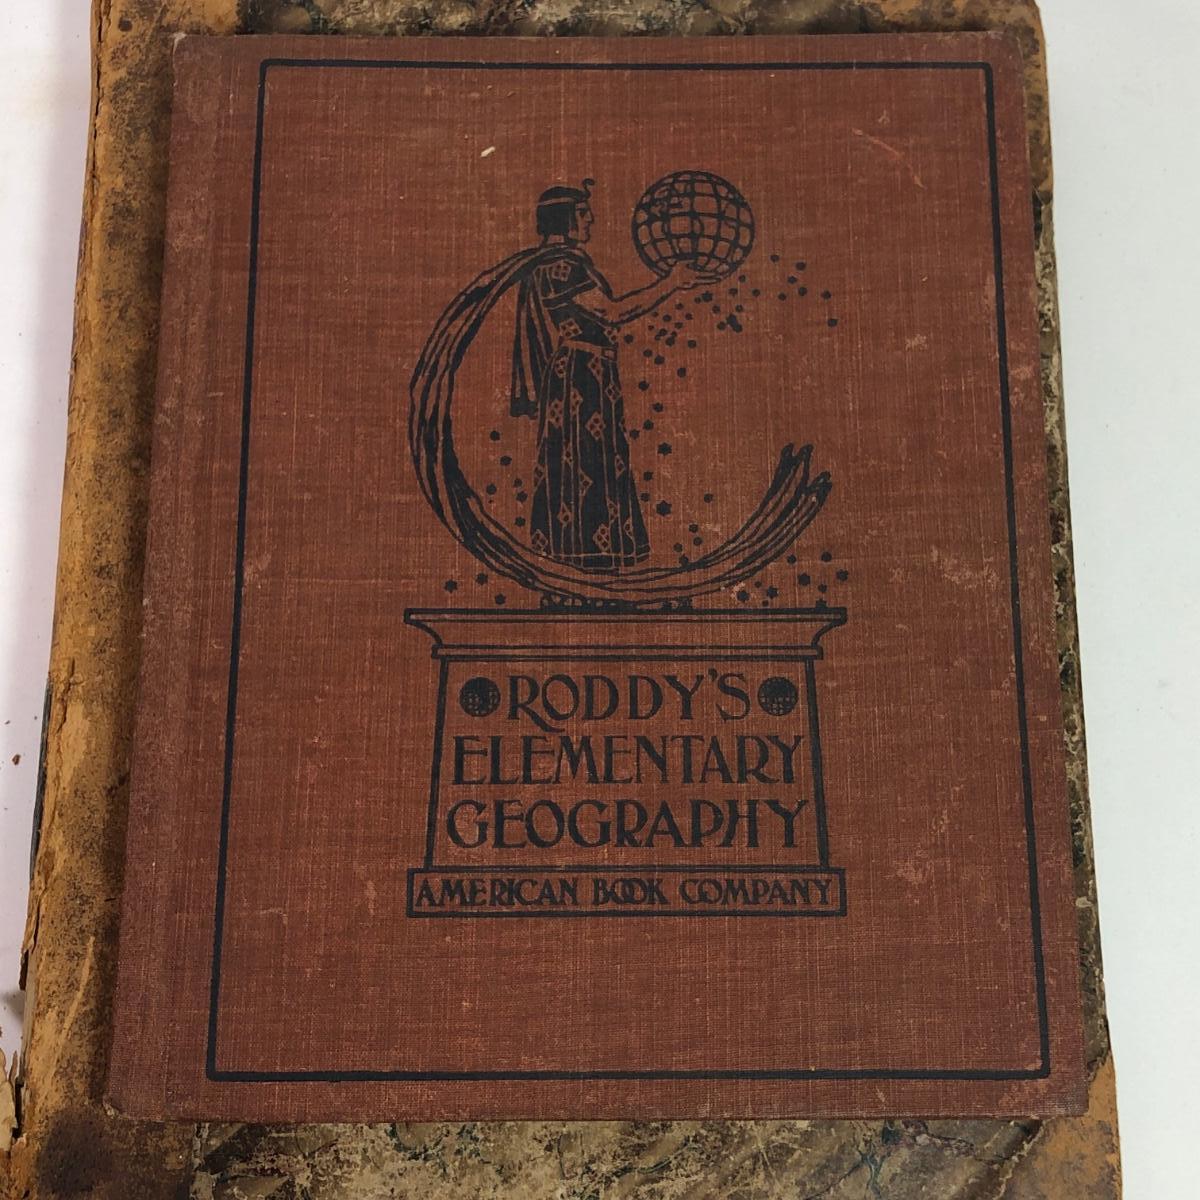 RODDY'S
ELEMENTARY
GEOGRAPHY
AMERICAN BOOK COMPANY